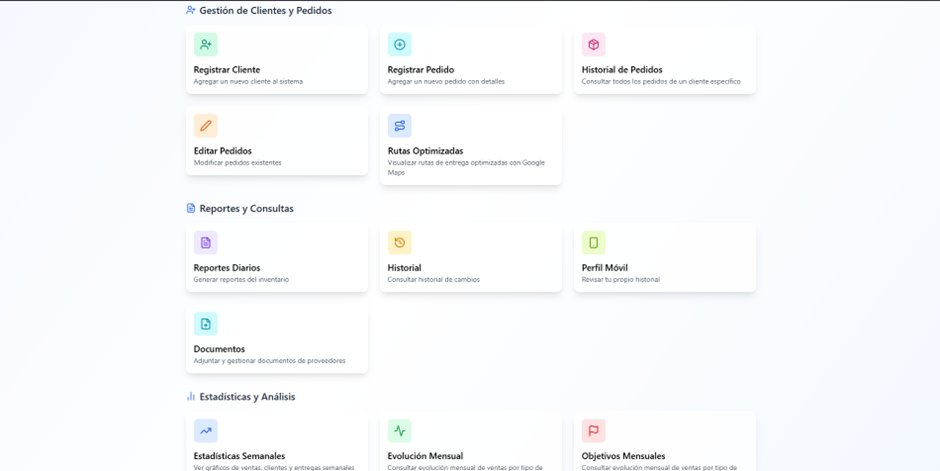 Gestión de Clientes y Pedidos
Registrar Cliente
Agregar un nuevo cliente al sistema
Registrar Pedido
Agregar un nuevo pedido con detalles
Historial de Pedidos
Consultar todos los pedidos de un cliente específico
Editar Pedidos
Modificar pedidos existentes
Rutas Optimizadas
Visualizar rutas de entrega optimizadas con Google
Maps
Reportes y Consultas
Reportes Diarios
Generar reportes del inventario
Historial
Consultar historial de cambios
Perfil Móvil
Revisar tu propio historial
Documentos
Adjuntar y gestionar documentos de proveedores
Estadísticas y Análisis
Estadísticas Semanales
Ver gráficos de ventas, clientes y entregas semanales
Evolución Mensual
Consultar evolución mensual de ventas por tipo de
Objetivos Mensuales
Consultar evolución mensual de ventas por tipo de